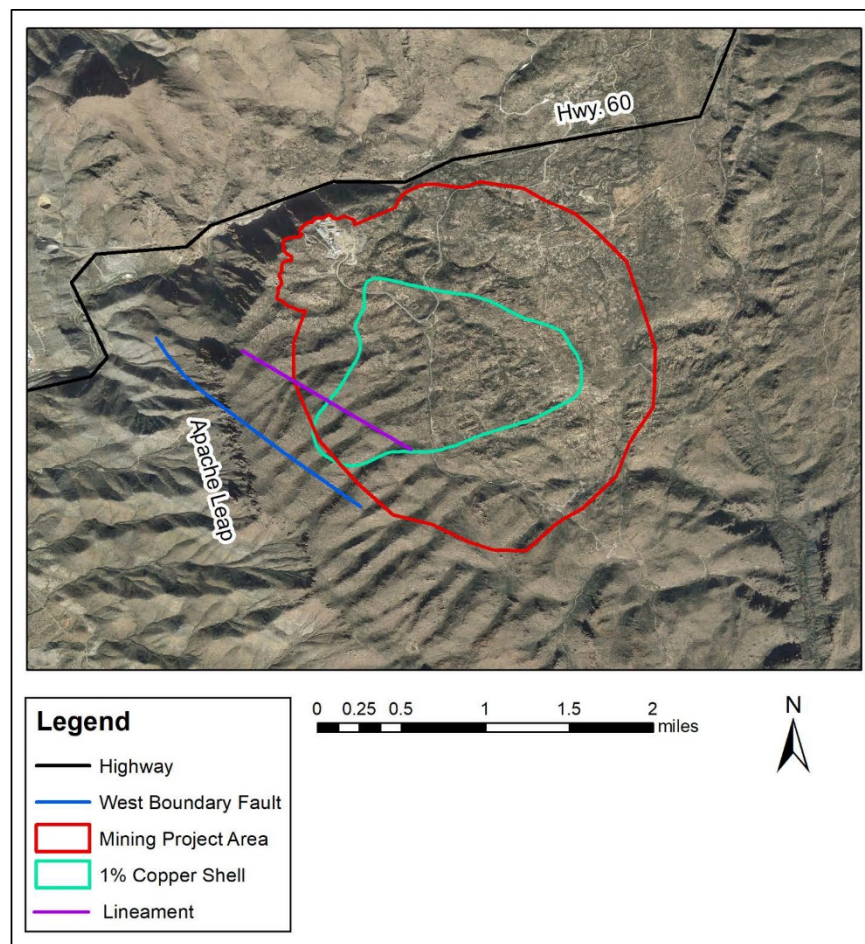 Hwy. 60
Apache Leap
Legend
Highway
West Boundary Fault
Mining Project Area
1% Copper Shell
Lineament
0 0.25 0.5 1 1.5 2
miles
N